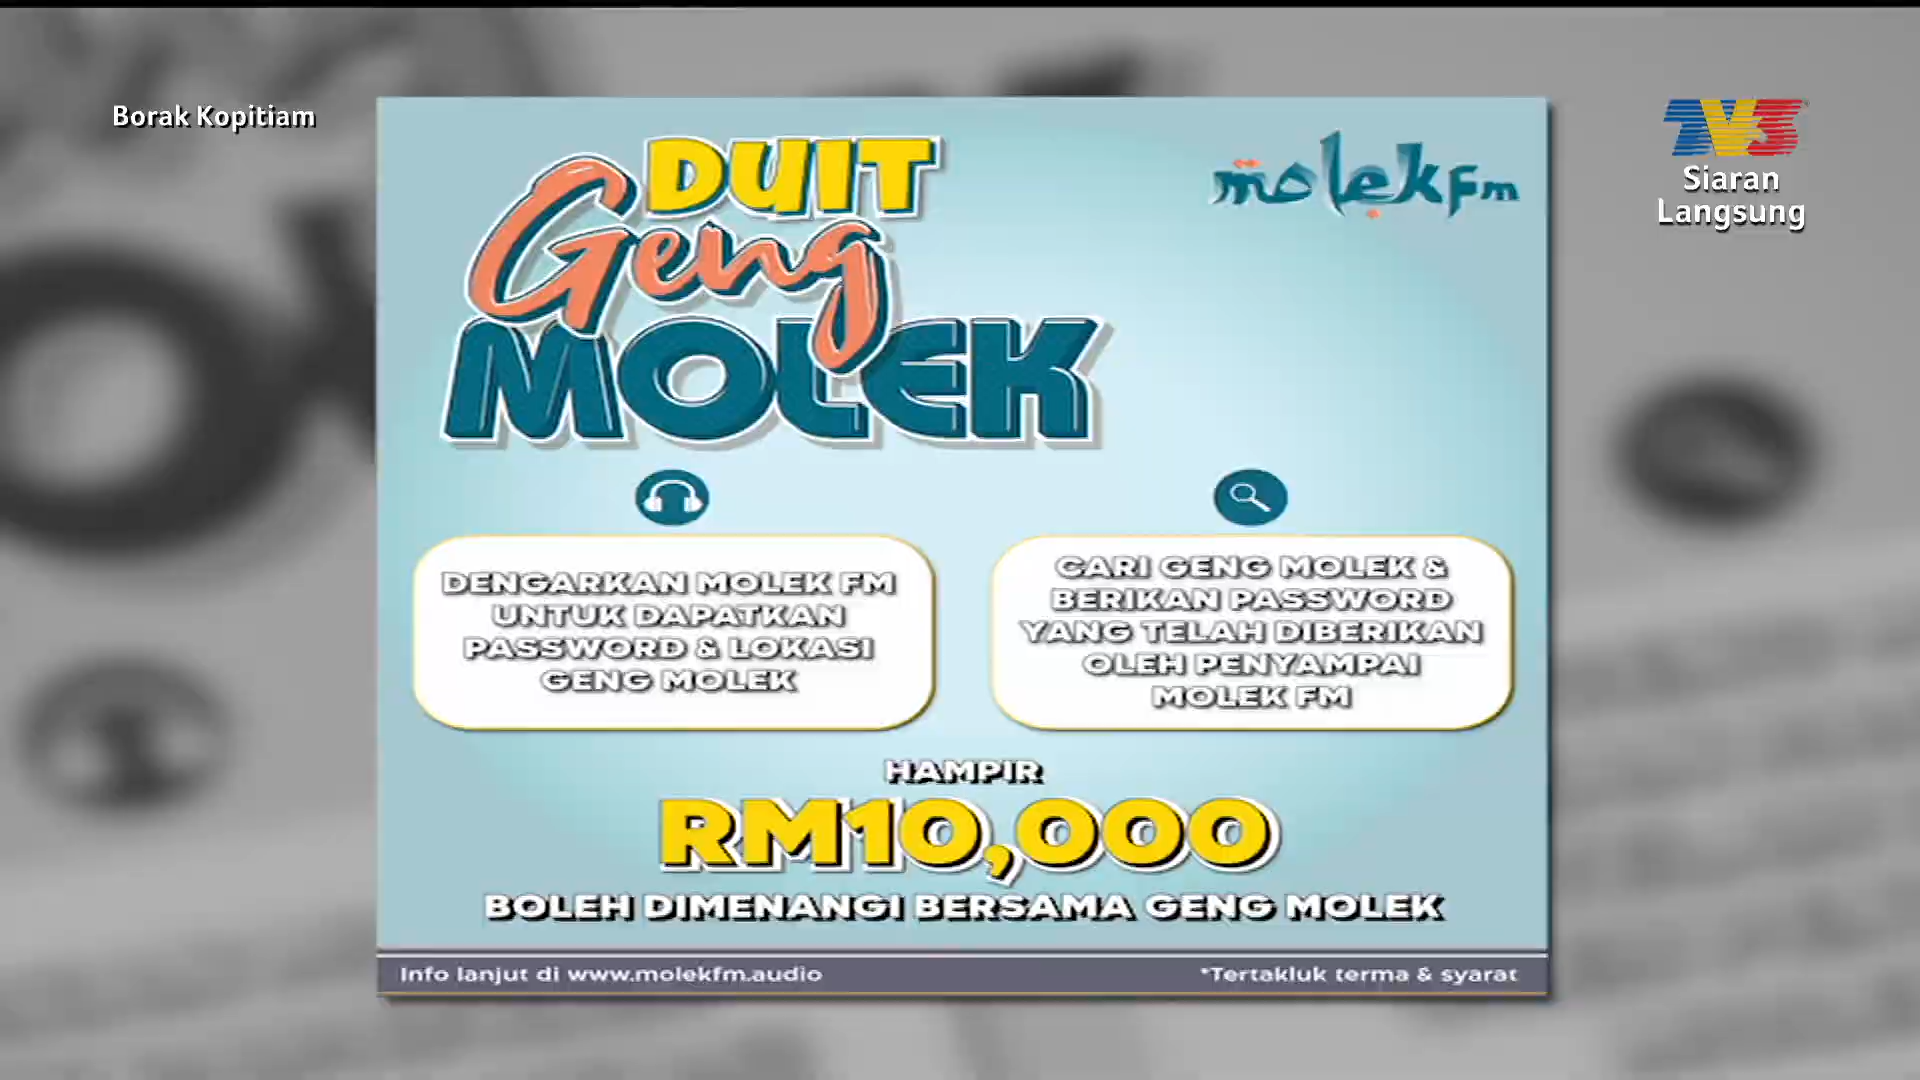 Borak Kopitiam
TV3
Siaran
Langsung
DUIT
Geng
MOLEK
molek FM
DENGARKAN MOLEK FM
UNTUK DAPATKAN
PASSWORD & LOKASI
GENG MOLEK
CARI GENG MOLEK &
BERIKAN PASSWORD
YANG TELAH DIBERIKAN
OLEH PENYAMPAI
MOLEK FM
HAMPIR
RM10,000
BOLEH DIMENANGI BERSAMA GENG MOLEK
Info lanjut di www.molekfm.audio
*Tertakluk terma & syarat